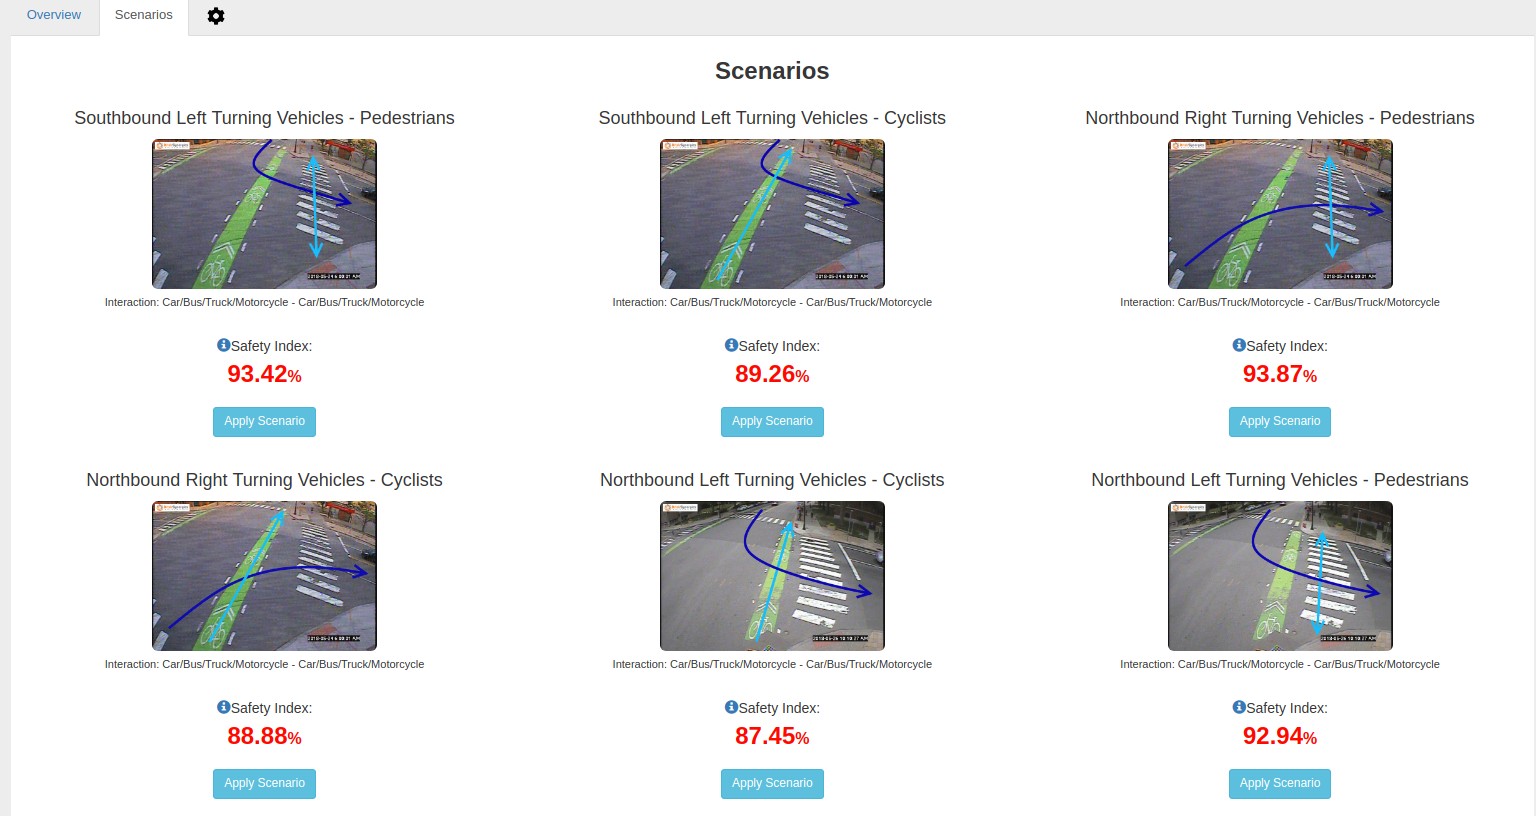 Overview Scenarios
Scenarios
Southbound Left Turning Vehicles - Pedestrians
Southbound Left Turning Vehicles - Cyclists
Northbound Right Turning Vehicles - Pedestrians
Interaction: Car/Bus/Truck/Motorcycle - Car/Bus/Truck/Motorcycle
Interaction: Car/Bus/Truck/Motorcycle - Car/Bus/Truck/Motorcycle
Interaction: Car/Bus/Truck/Motorcycle - Car/Bus/Truck/Motorcycle
Safety Index:
Safety Index:
Safety Index:
93.42%
89.26%
93.87%
Apply Scenario
Apply Scenario
Apply Scenario
Northbound Right Turning Vehicles - Cyclists
Northbound Left Turning Vehicles - Cyclists
Northbound Left Turning Vehicles - Pedestrians
Interaction: Car/Bus/Truck/Motorcycle - Car/Bus/Truck/Motorcycle
Interaction: Car/Bus/Truck/Motorcycle - Car/Bus/Truck/Motorcycle
Interaction: Car/Bus/Truck/Motorcycle - Car/Bus/Truck/Motorcycle
Safety Index:
Safety Index:
Safety Index:
88.88%
87.45%
92.94%
Apply Scenario
Apply Scenario
Apply Scenario